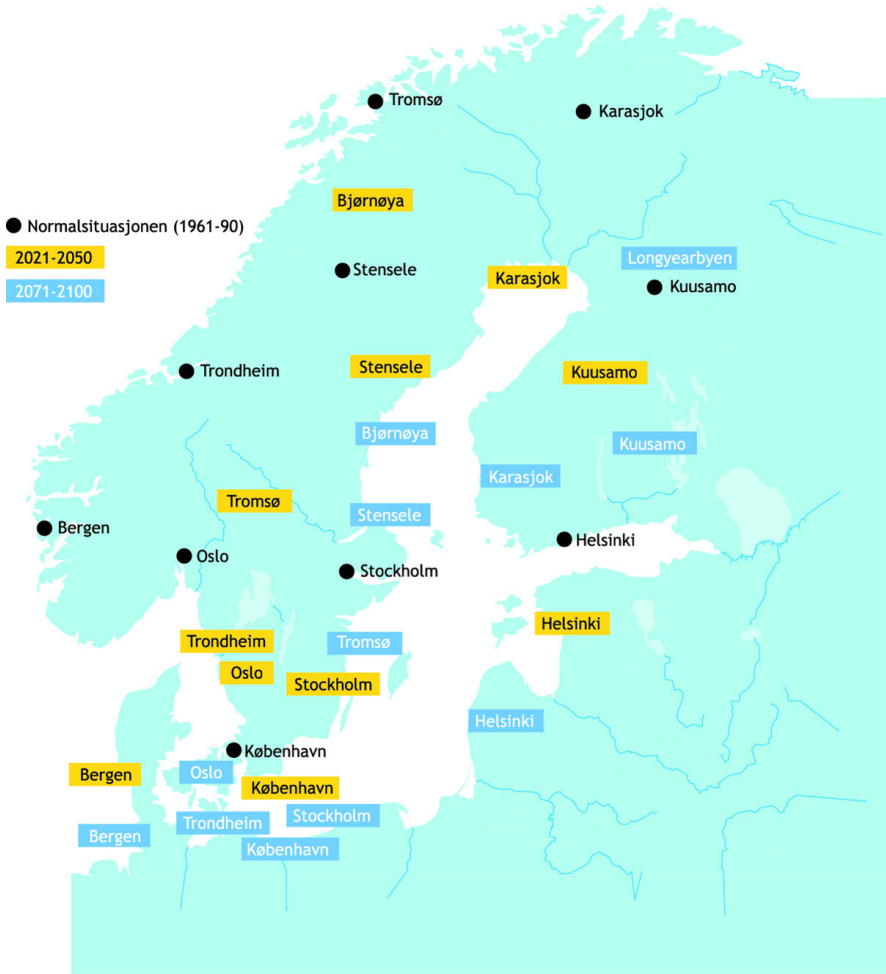 Tromsø
Karasjok
Bjørnøya
Normalsituasjonen (1961-90)
2021-2050
2071-2100
Stensele
Karasjok
Longyearbyen
Kuusamo
Trondheim
Stensele
Kuusamo
Bjørnøya
Kuusamo
Karasjok
Tromsø
Stensele
Bergen
Oslo
Stockholm
Helsinki
Helsinki
Trondheim
Tromsø
Oslo
Stockholm
Helsinki
København
Bergen
Oslo
København
Trondheim
Stockholm
Bergen
København